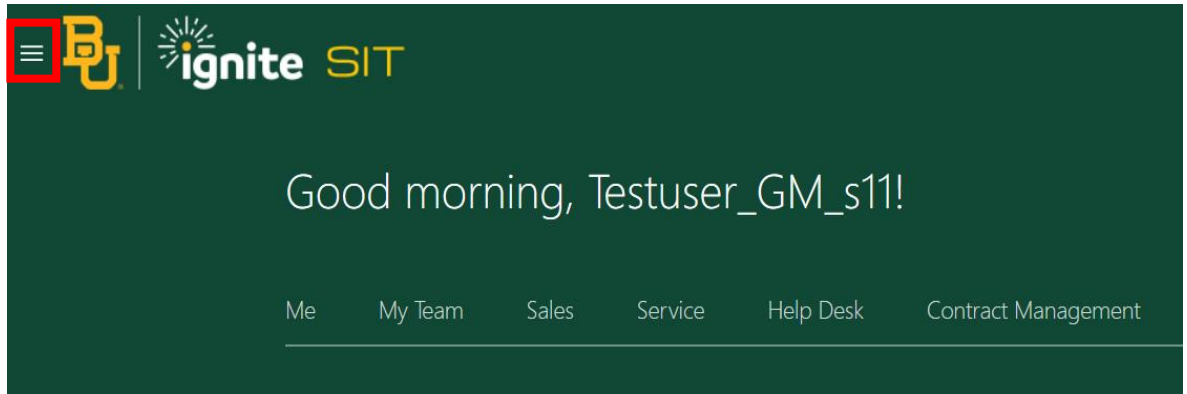 BU ignite SIT
Good morning, Testuser_GM_s11!
Me My Team Sales Service Help Desk Contract Management